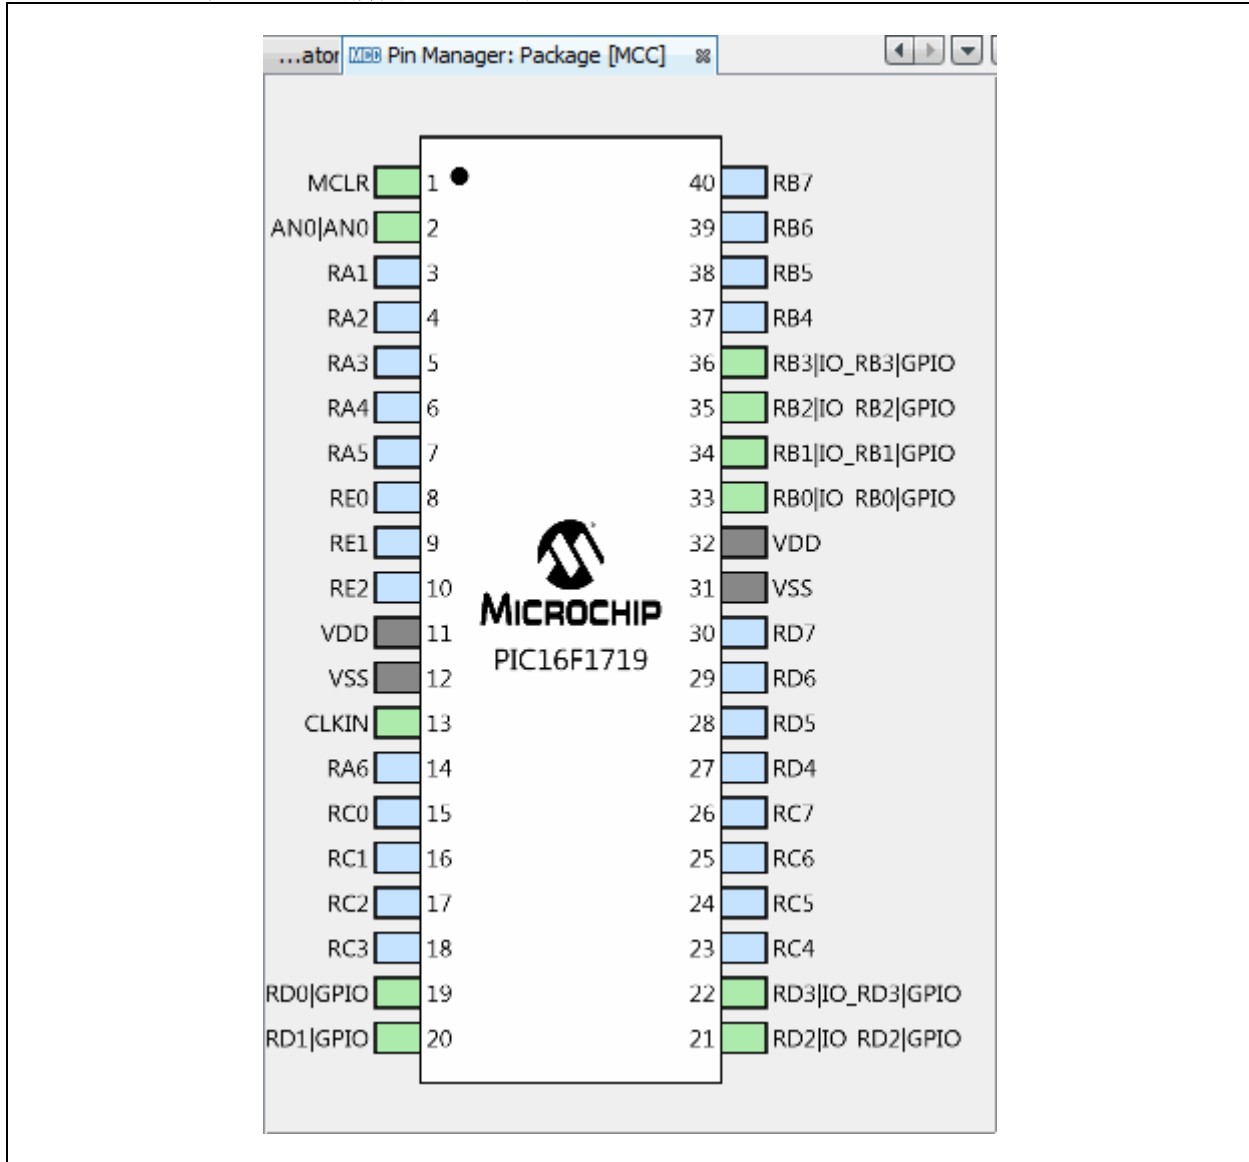 ...ator MCC Pin Manager: Package [MCC]
MCLR 1 40 RB7
AN0|AN0 2 39 RB6
RA1 3 38 RB5
RA2 4 37 RB4
RA3 5 36 RB3|IO_RB3|GPIO
RA4 6 35 RB2|IO RB2|GPIO
RA5 7 34 RB1|IO_RB1|GPIO
RE0 8 33 RB0|IO RB0|GPIO
RE1 9 32 VDD
RE2 10 31 VSS
MICROCHIP
VDD 11 30 RD7
PIC16F1719
VSS 12 29 RD6
CLKIN 13 28 RD5
RA6 14 27 RD4
RC0 15 26 RC7
RC1 16 25 RC6
RC2 17 24 RC5
RC3 18 23 RC4
RD0|GPIO 19 22 RD3|IO_RD3|GPIO
RD1|GPIO 20 21 RD2|IO RD2|GPIO